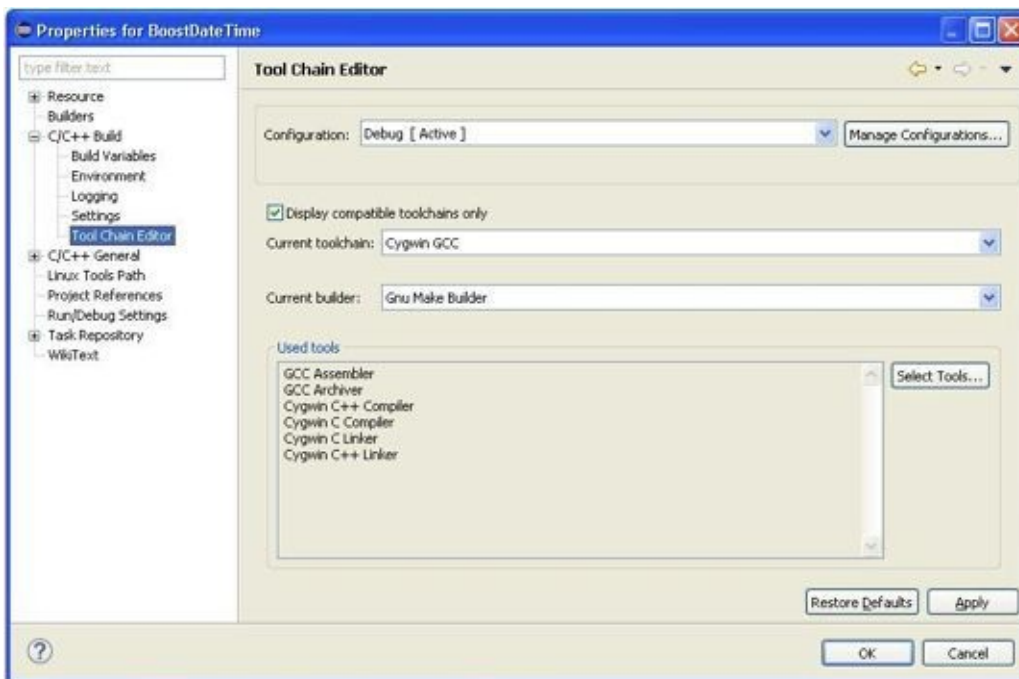 Properties for BoostDateTime
type filter text
Resource
Builders
C/C++ Build
Build Variables
Environment
Logging
Settings
Tool Chain Editor
C/C++ General
Linux Tools Path
Project References
Run/Debug Settings
Task Repository
WikiText
Tool Chain Editor
Configuration: Debug [ Active ] Manage Configurations...
Display compatible toolchains only
Current toolchain: Cygwin GCC
Current builder: Gnu Make Builder
Used tools
GCC Assembler
GCC Archiver
Cygwin C++ Compiler
Cygwin C Compiler
Cygwin C Linker
Cygwin C++ Linker
Select Tools...
Restore Defaults Apply
? OK Cancel